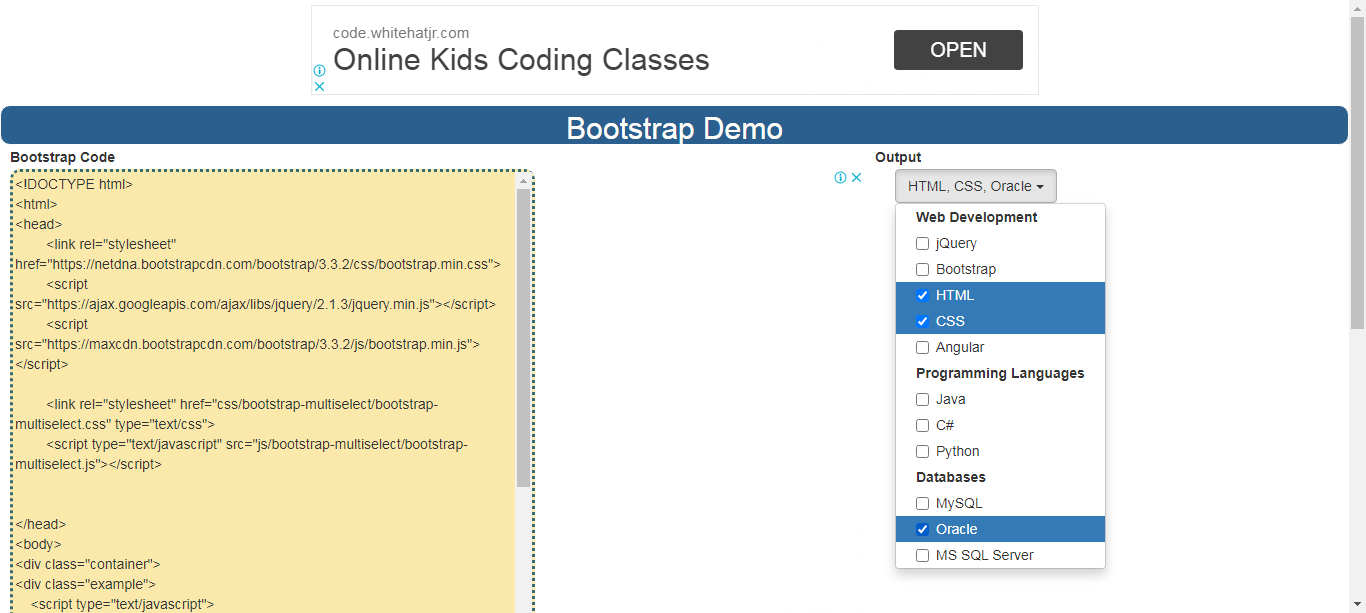 code.whitehatjr.com
Online Kids Coding Classes
OPEN
Bootstrap Demo
Bootstrap Code
<!DOCTYPE html>
<html>
<head>
<link rel="stylesheet"
href="https://netdna.bootstrapcdn.com/bootstrap/3.3.2/css/bootstrap.min.css">
<script
src="https://ajax.googleapis.com/ajax/libs/jquery/2.1.3/jquery.min.js"></script>
<script
src="https://maxcdn.bootstrapcdn.com/bootstrap/3.3.2/js/bootstrap.min.js">
</script>
<link rel="stylesheet" href="css/bootstrap-multiselect/bootstrap-
multiselect.css" type="text/css">
<script type="text/javascript" src="js/bootstrap-multiselect/bootstrap-
multiselect.js"></script>
</head>
<body>
<div class="container">
<div class="example">
<script type="text/javascript">
Output
HTML, CSS, Oracle
Web Development
jQuery
Bootstrap
HTML
CSS
Angular
Programming Languages
Java
C#
Python
Databases
MySQL
Oracle
MS SQL Server